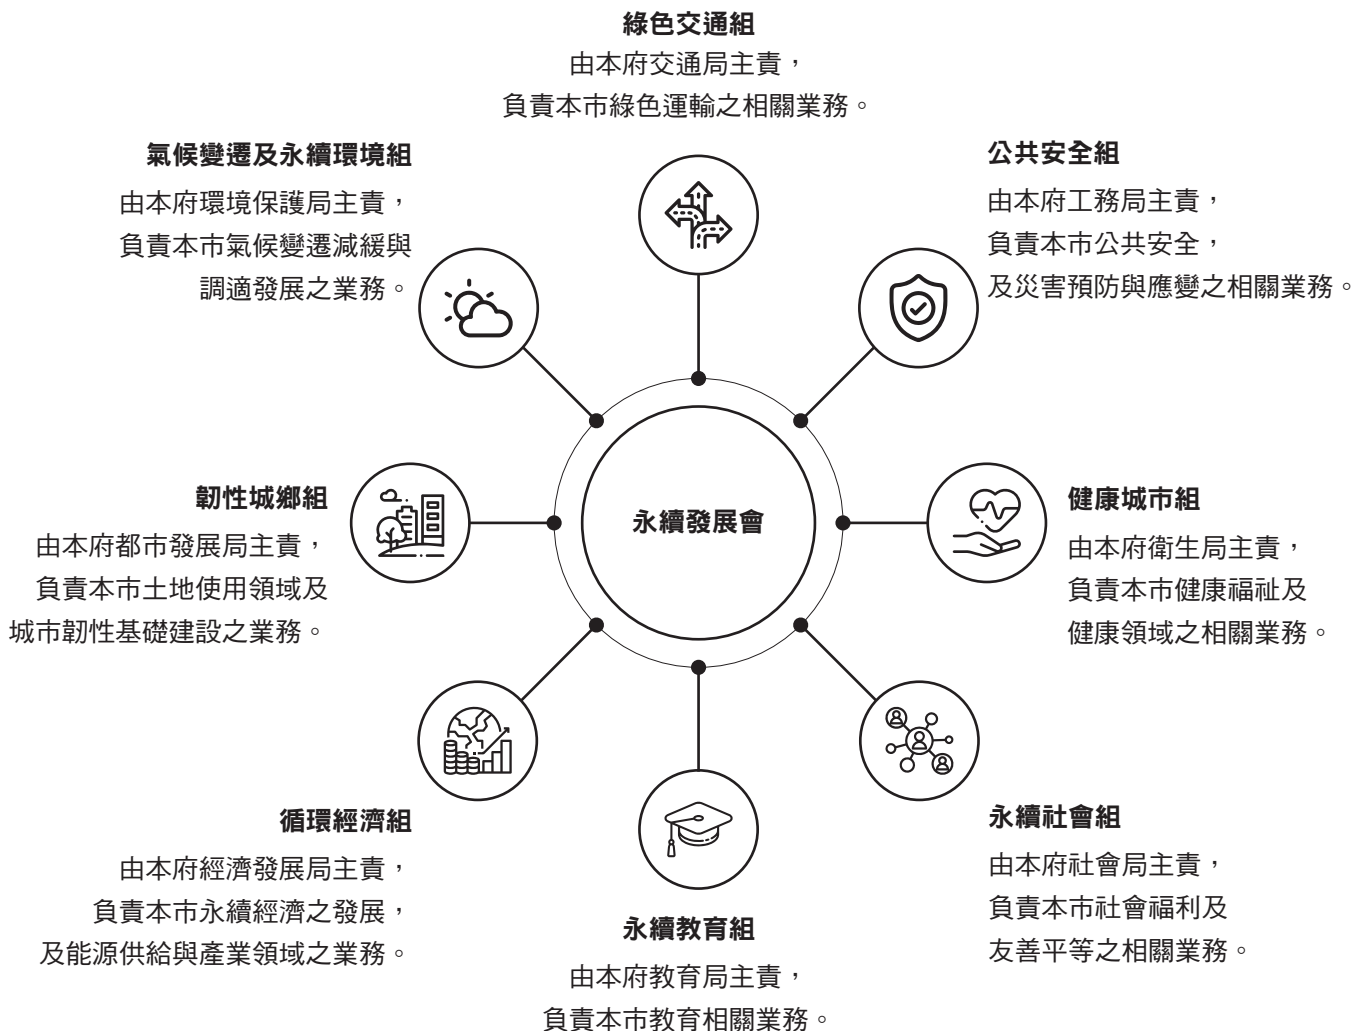 綠色交通組
由本府交通局主責，
負責本市綠色運輸之相關業務。
氣候變遷及永續環境組
由本府環境保護局主責，
負責本市氣候變遷減緩與
調適發展之業務。
公共安全組
由本府工務局主責，
負責本市公共安全，
及災害預防與應變之相關業務。
韌性城鄉組
由本府都市發展局主責，
負責本市土地使用領域及
城市韌性基礎建設之業務。
永續發展會
健康城市組
由本府衛生局主責，
負責本市健康福祉及
健康領域之相關業務。
循環經濟組
由本府經濟發展局主責，
負責本市永續經濟之發展，
及能源供給與產業領域之業務。
永續教育組
由本府教育局主責，
負責本市教育相關業務。
永續社會組
由本府社會局主責，
負責本市社會福利及
友善平等之相關業務。